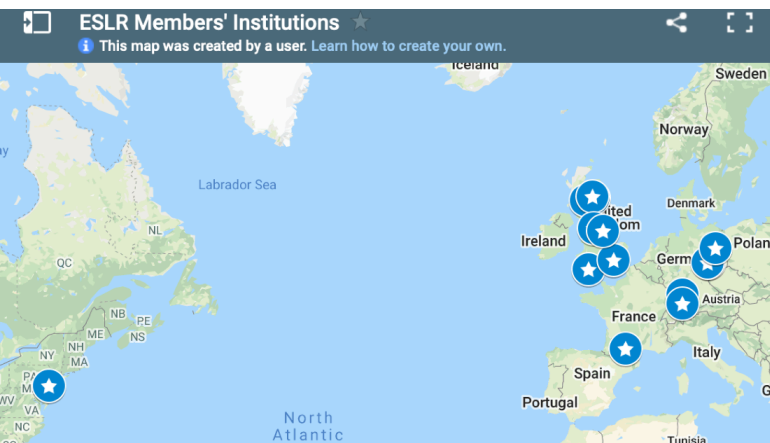 ESLR Members' Institutions
This map was created by a user. Learn how to create your own.
Iceland
Sweden
Norway
Labrador Sea
Denmark
NL
Ireland
QC
Austria
NB
PE
France
ME
NS
NH
NY
MA
Italy
Spain
VA
Portugal
North
Atlantic
NC
Tunisia